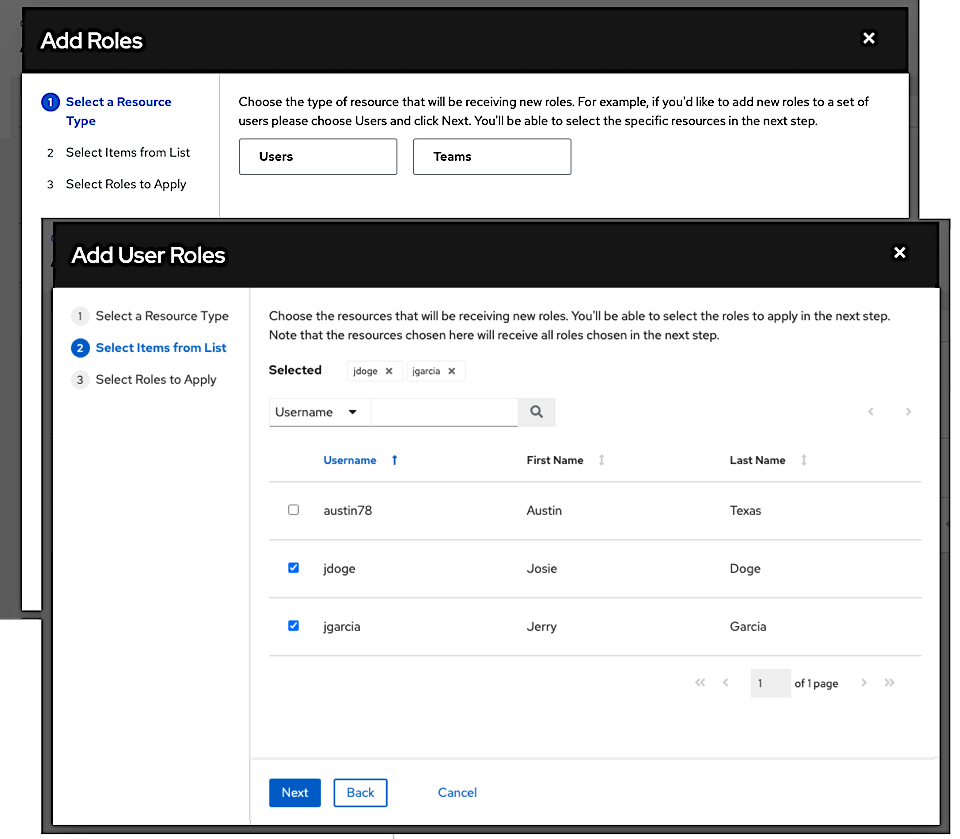 Add Roles
1 Select a Resource
Type
2 Select Items from List
3 Select Roles to Apply
Choose the type of resource that will be receiving new roles. For example, if you'd like to add new roles to a set of
users please choose Users and click Next. You'll be able to select the specific resources in the next step.
Users Teams
Add User Roles
1 Select a Resource Type
2 Select Items from List
3 Select Roles to Apply
Choose the resources that will be receiving new roles. You'll be able to select the roles to apply in the next step.
Note that the resources chosen here will receive all roles chosen in the next step.
Selected jdoge jgarcia
Username
Username First Name Last Name
austin78 Austin Texas
jdoge Josie Doge
jgarcia Jerry Garcia
1 of 1 page
Next Back Cancel